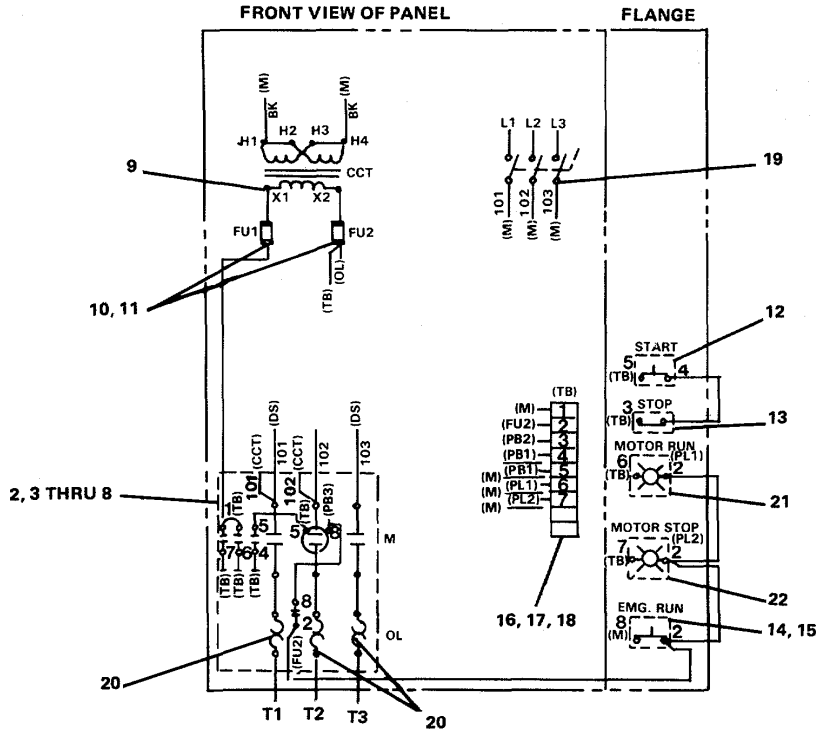 FRONT VIEW OF PANEL
FLANGE
(M)
(M)
BK
BK
H1
H2
H3
H4
CCT
9
X1
X2
FU1
FU2
(TB)
(OL)
10, 11
L1
L2
L3
19
101
102
103
(M)
(M)
(M)
12
START
5
4
(TB)
STOP
3
(TB)
13
MOTOR RUN
6
(PL1)
2
(TB)
21
MOTOR STOP
(PL2)
7
2
(TB)
22
EMG. RUN
8
2
(M)
14, 15
(TB)
(M)
1
(FU2)
2
(PB2)
3
(PB1)
4
(PB1)
5
(M)
(PL1)
6
(M)
(PL2)
7
(M)
16, 17, 18
(DS)
(DS)
101
(CCT)
101
102
(CCT)
102
103
2, 3 THRU 8
1
(TB)
5
(TB)
5
(PB3)
8
M
7
6
4
(TB)
(TB)
(TB)
8
2
(FU2)
OL
20
20
T1
T2
T3